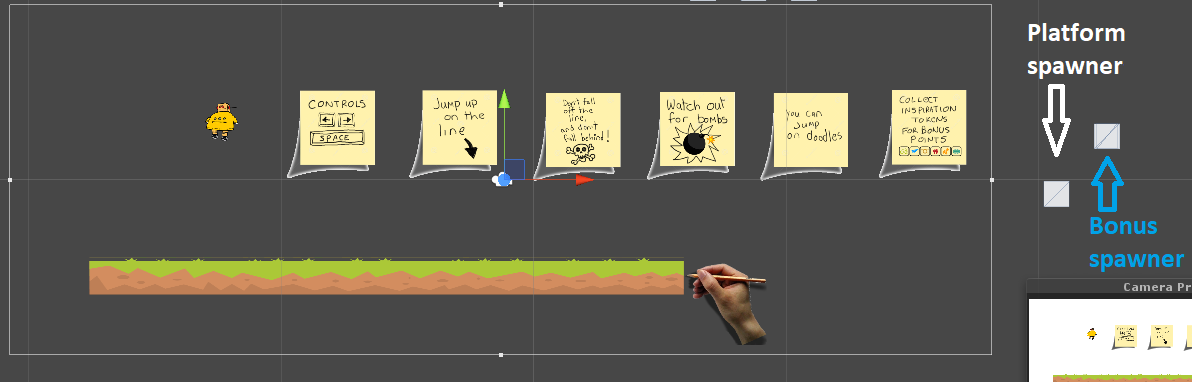 Platform
spawner
CONTROLS
SPACE
Jump up
on the
line
Don't fall
off the
line,
and don't
fall behind!
Watch out
for bombs
you can
Jump
on doodles
COLLECT
INSPIRATION
TOKENS
FOR BONUS
POINTS
Bonus
spawner
Camera Pr